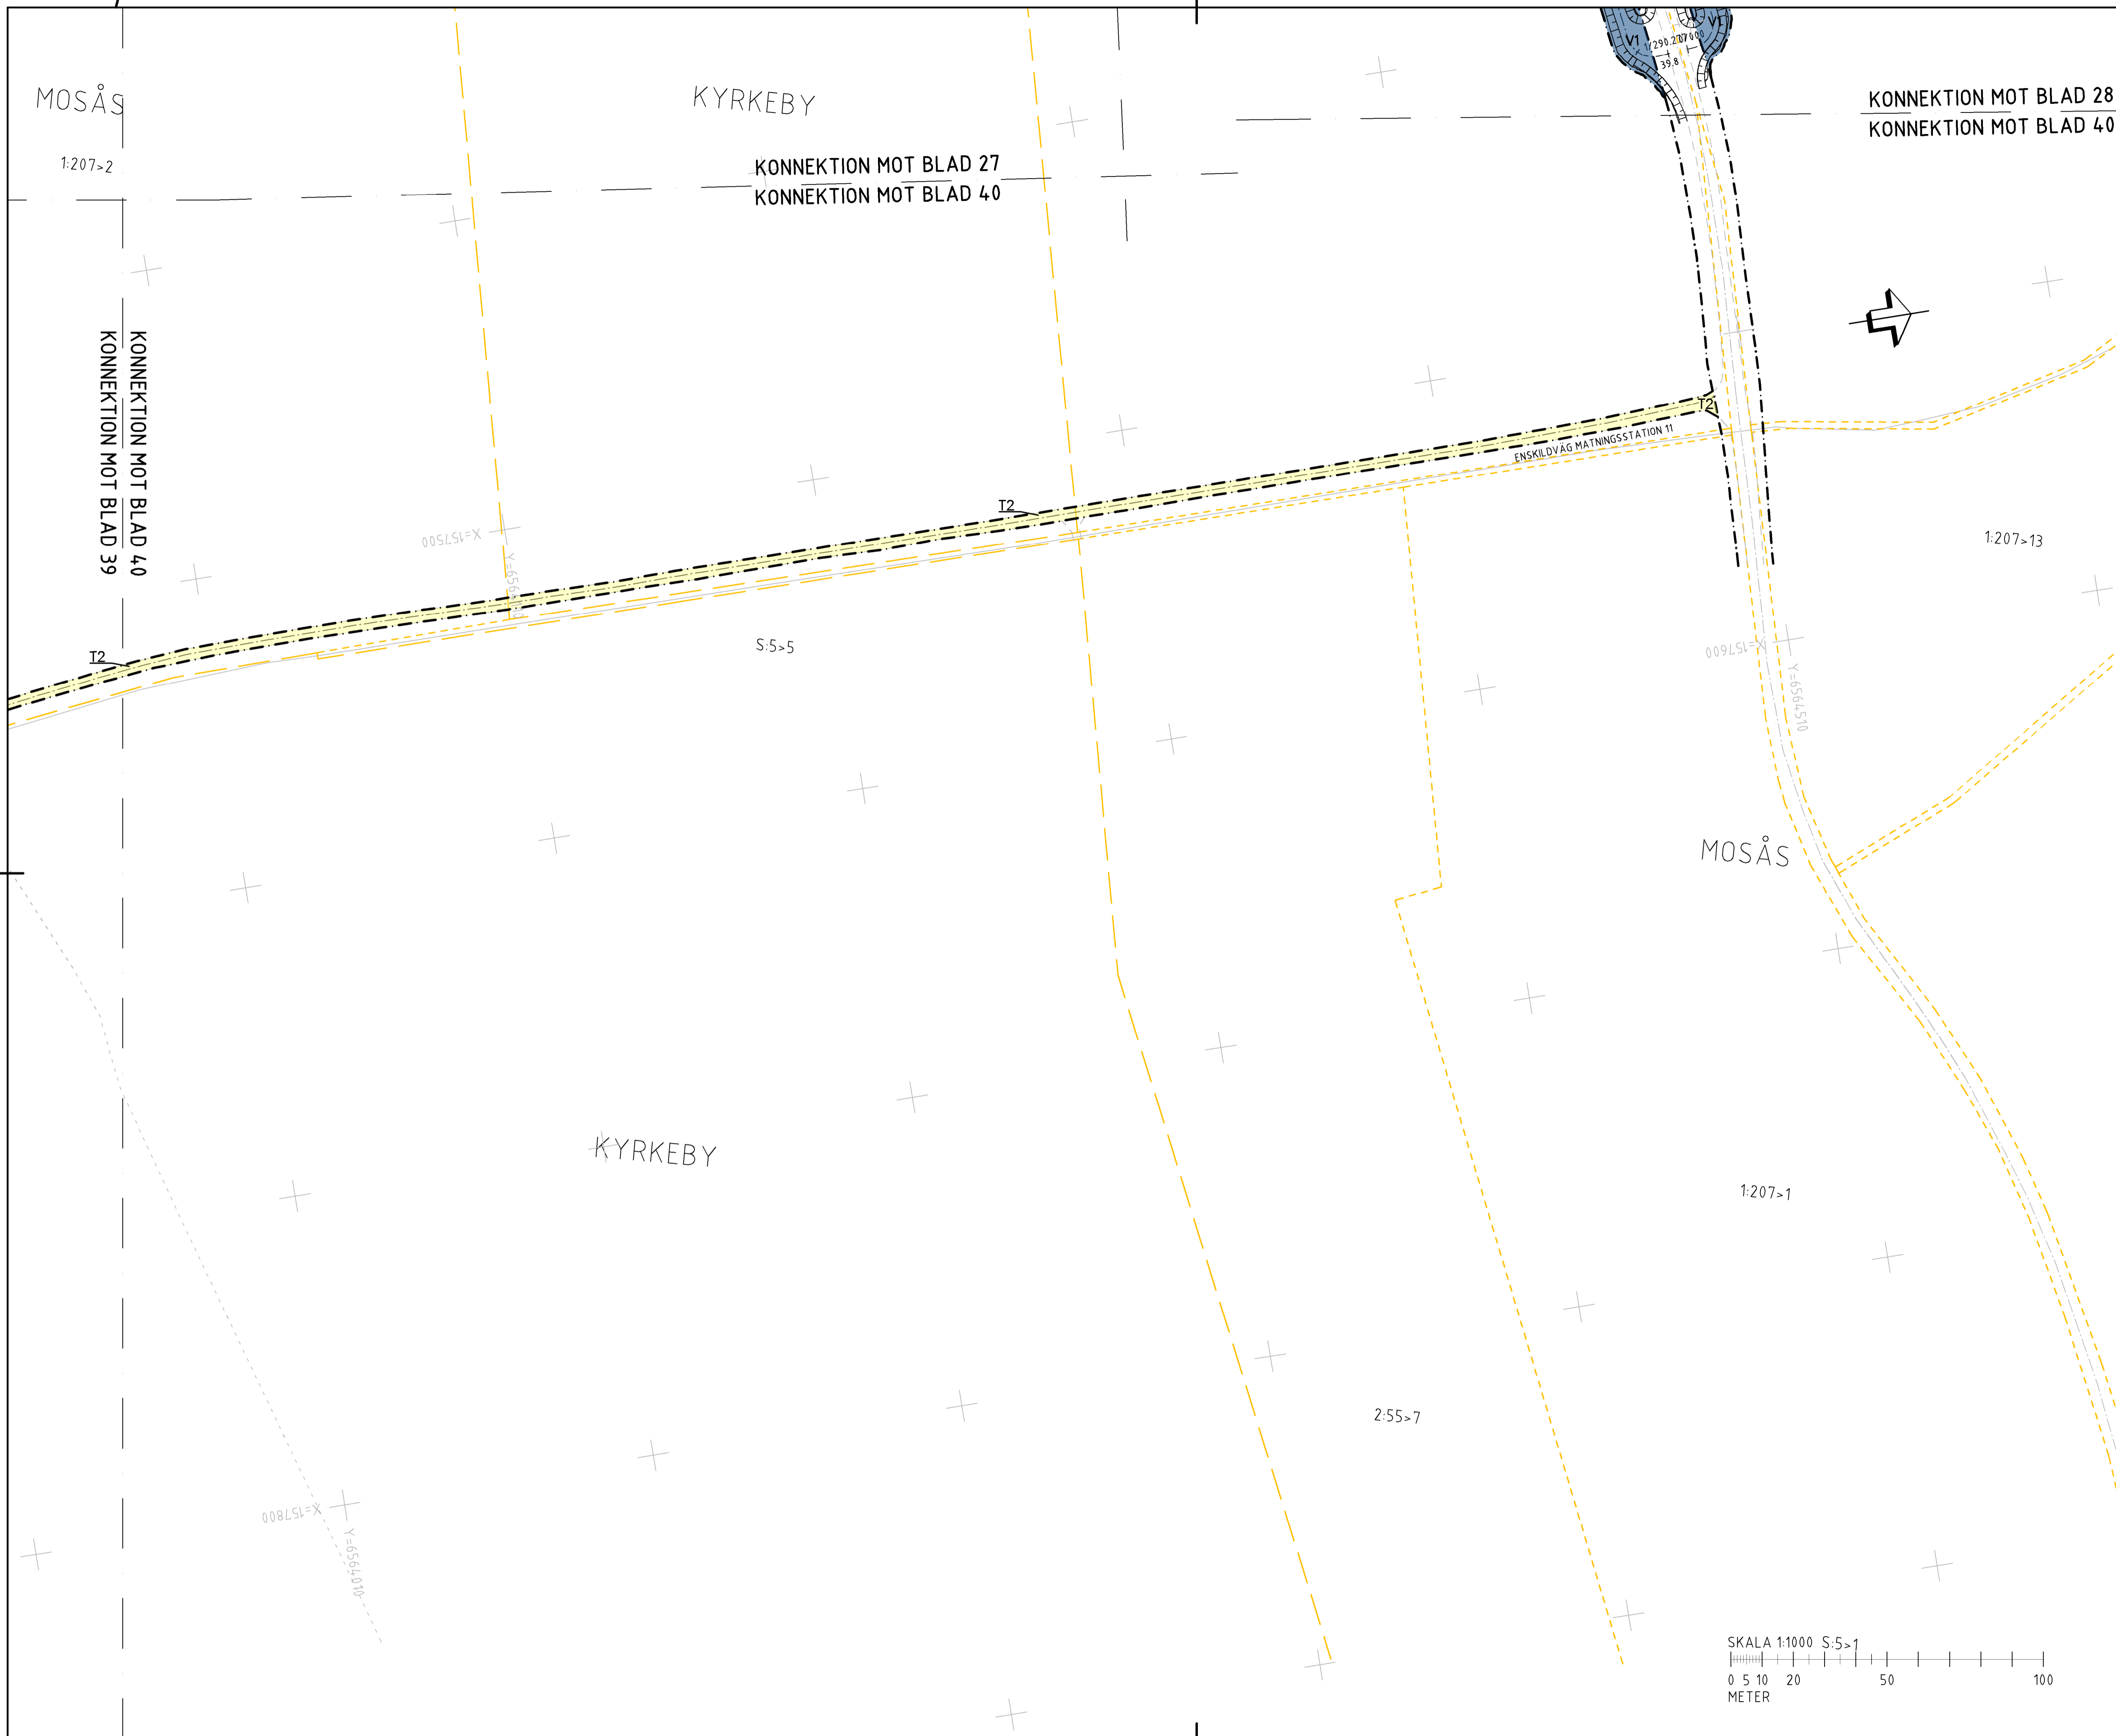 V1
V1
39.8
MOSÅS
KYRKEBY
KONNEKTION MOT BLAD 28
KONNEKTION MOT BLAD 40
1:207>2
KONNEKTION MOT BLAD 27
KONNEKTION MOT BLAD 40
KONNEKTION MOT BLAD 40
KONNEKTION MOT BLAD 39
T2
ENSKILDVÄG MATNINGSSTATION 11
T2
X=157500
1:207>13
S:5>5
T2
X=157600
Y=6564510
MOSÅS
KYRKEBY
1:207>1
2:55>7
X=157800
Y=6564010
SKALA 1:1000 S:5>1
0 5 10 20 50 100
METER